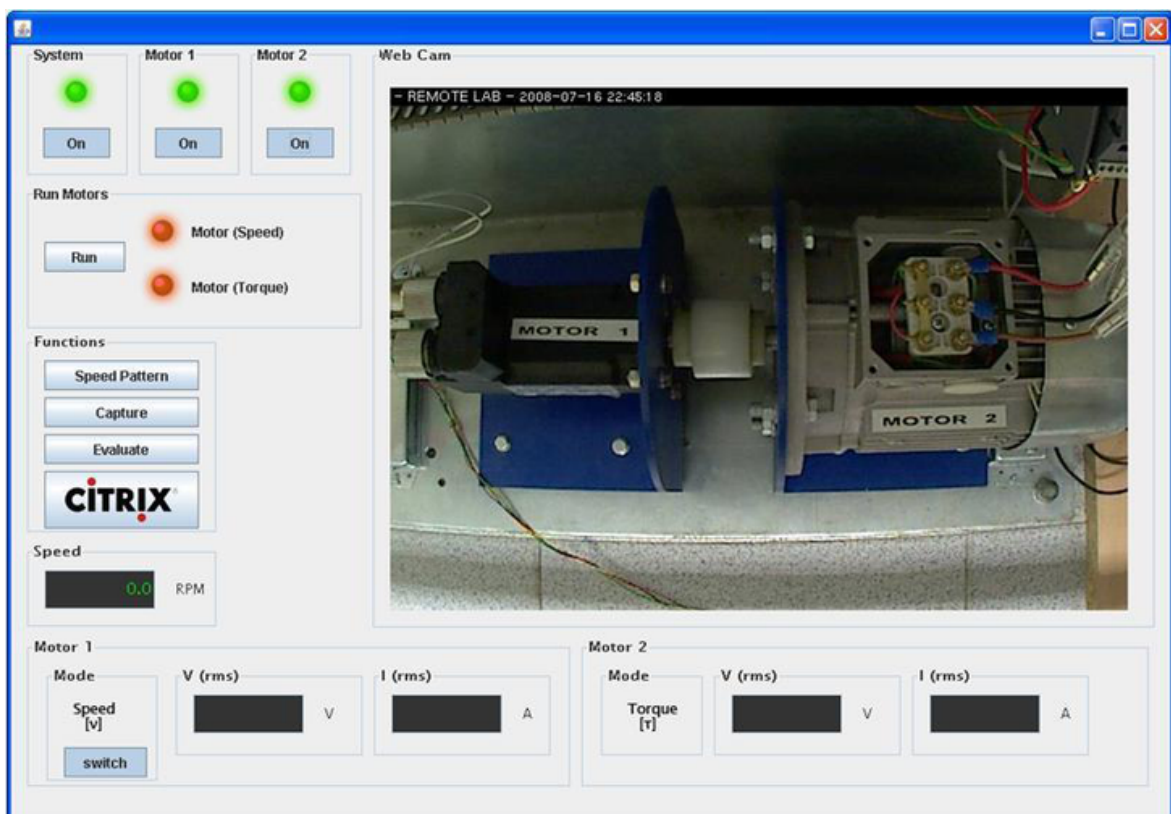 System
Motor 1
Motor 2
On
On
On
Run Motors
Run
Motor (Speed)
Motor (Torque)
Functions
Speed Pattern
Capture
Evaluate
CITRIX
Speed
0.0 RPM
Web Cam
- REMOTE LAB - 2008-07-16 22:45:18
MOTOR 1
MOTOR 2
Motor 1
Mode
Speed
[v]
switch
V (rms)
V
I (rms)
A
Motor 2
Mode
Torque
[τ]
V (rms)
V
I (rms)
A